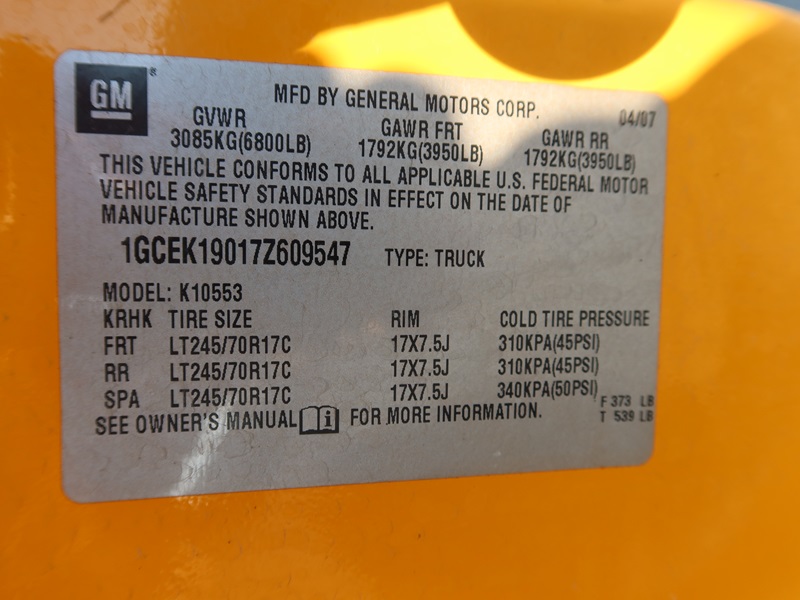 GM
MFD BY GENERAL MOTORS CORP. 04/07
GVWR GAWR FRT GAWR RR
3085KG(6800LB) 1792KG(3950LB) 1792KG(3950LB)
THIS VEHICLE CONFORMS TO ALL APPLICABLE U.S. FEDERAL MOTOR
VEHICLE SAFETY STANDARDS IN EFFECT ON THE DATE OF
MANUFACTURE SHOWN ABOVE.
1GCEK19017Z609547 TYPE: TRUCK
MODEL: K10553
KRHK TIRE SIZE RIM COLD TIRE PRESSURE
FRT LT245/70R17C 17X7.5J 310KPA(45PSI)
RR LT245/70R17C 17X7.5J 310KPA(45PSI)
SPA LT245/70R17C 17X7.5J 340KPA(50PSI)
F 373 LB
T 539 LB
SEE OWNER'S MANUAL i FOR MORE INFORMATION.